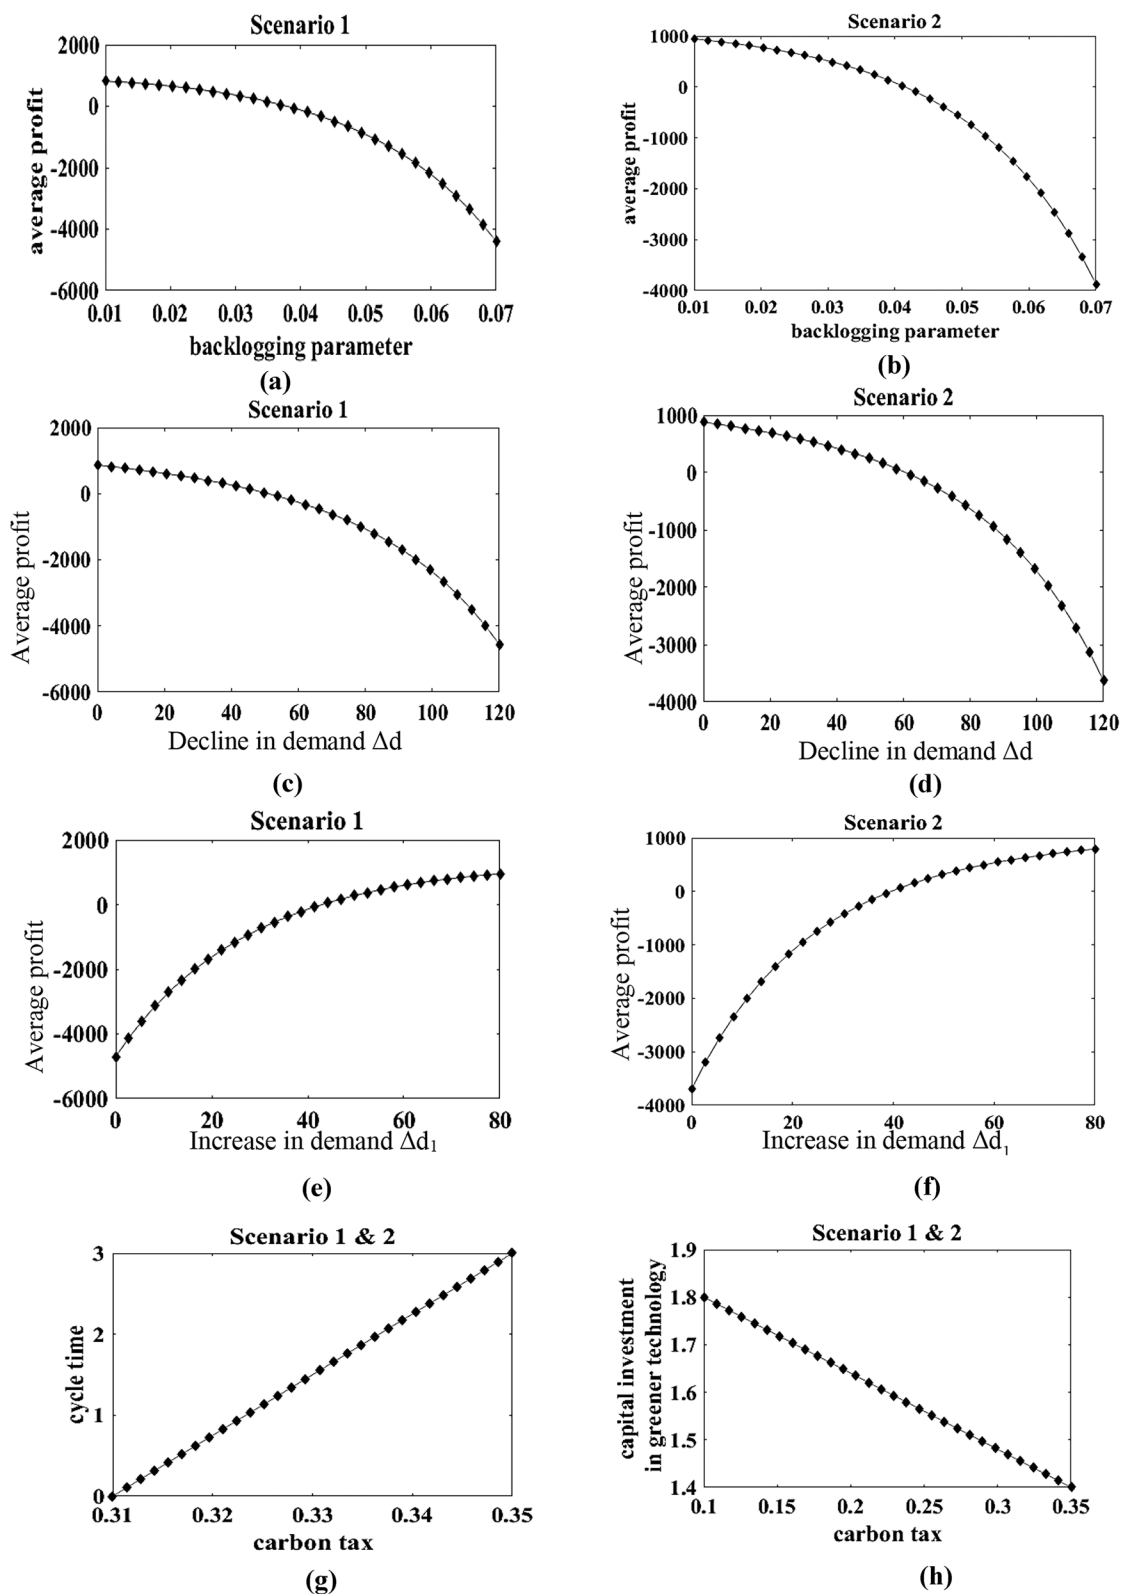 Scenario 1
2000
0
-2000
-4000
-6000
average profit
0.01 0.02 0.03 0.04 0.05 0.06 0.07
backlogging parameter
(a)
Scenario 2
1000
0
-1000
-2000
-3000
-4000
average profit
0.01 0.02 0.03 0.04 0.05 0.06 0.07
backlogging parameter
(b)
Scenario 1
2000
0
-2000
-4000
-6000
Average profit
0 20 40 60 80 100 120
Decline in demand Δd
(c)
Scenario 2
1000
0
-1000
-2000
-3000
-4000
Average profit
0 20 40 60 80 100 120
Decline in demand Δd
(d)
Scenario 1
2000
0
-2000
-4000
-6000
Average profit
0 20 40 60 80
Increase in demand Δd₁
(e)
Scenario 2
1000
0
-1000
-2000
-3000
-4000
Average profit
0 20 40 60 80
Increase in demand Δd₁
(f)
Scenario 1 & 2
3
2
1
0
cycle time
0.31 0.32 0.33 0.34 0.35
carbon tax
(g)
Scenario 1 & 2
1.9
1.8
1.7
1.6
1.5
1.4
capital investment
in greener technology
0.1 0.15 0.2 0.25 0.3 0.35
carbon tax
(h)